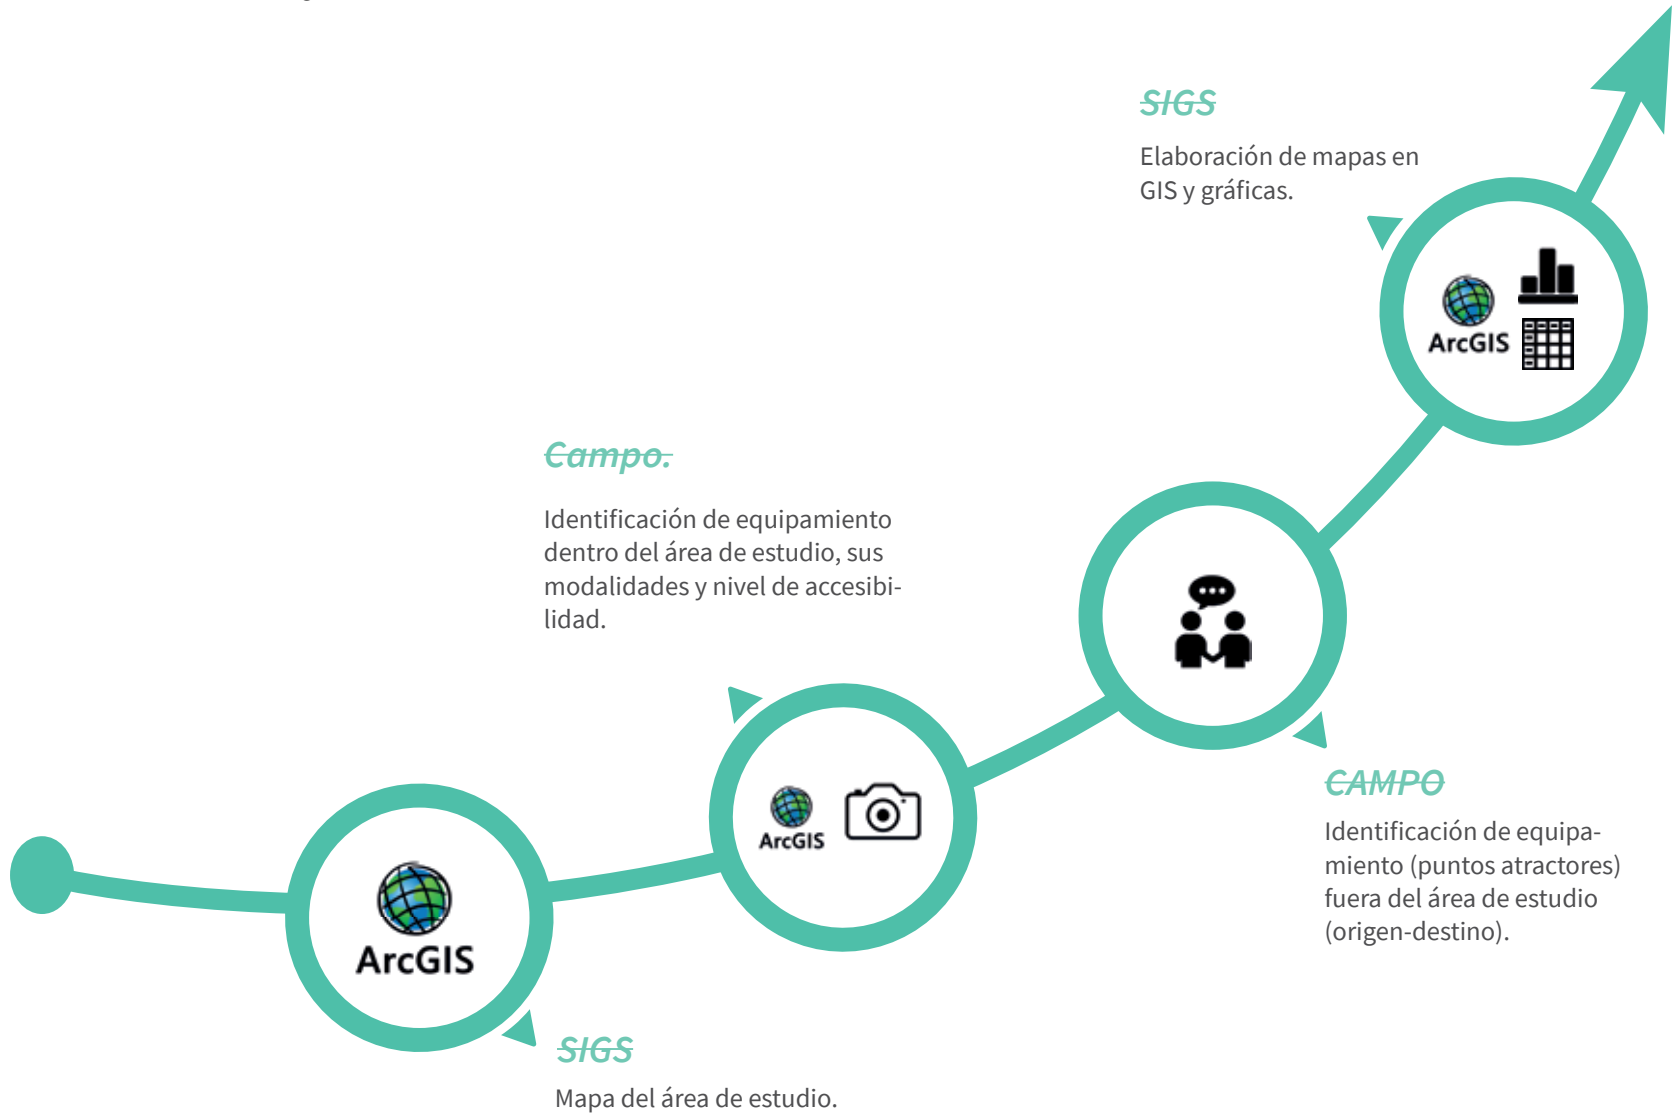 SIGS
Elaboración de mapas en
GIS y gráficas.
ArcGIS
Campo.
Identificación de equipamiento
dentro del área de estudio, sus
modalidades y nivel de accesibi-
lidad.
ArcGIS
CAMPO
Identificación de equipa-
miento (puntos atractores)
fuera del área de estudio
(origen-destino).
ArcGIS
SIGS
Mapa del área de estudio.